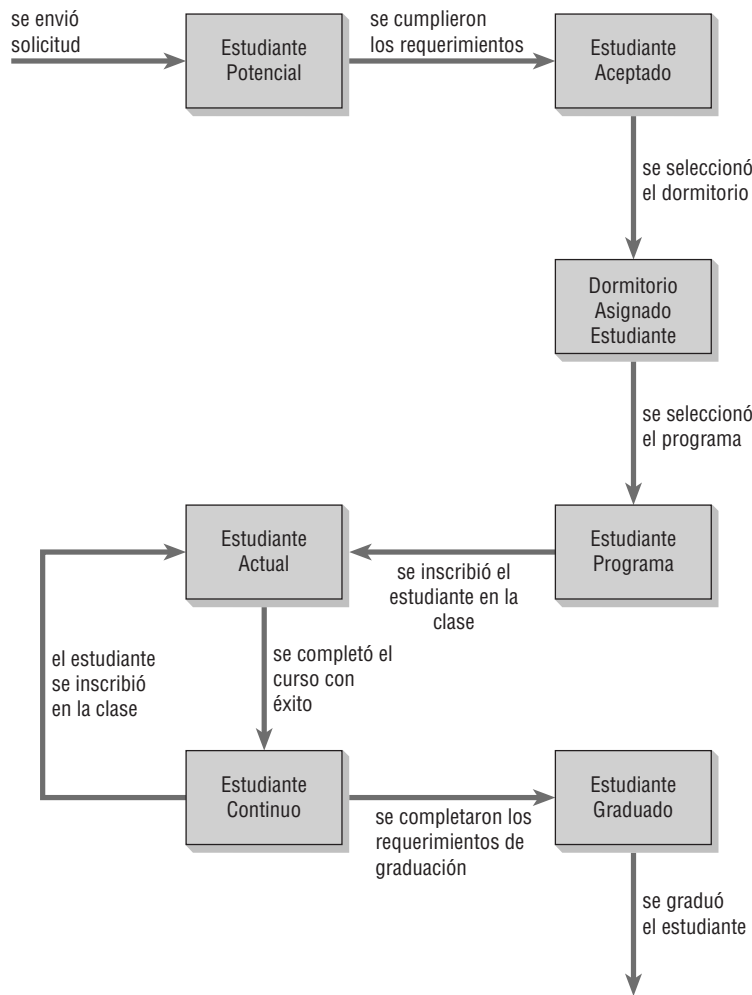 se envió
solicitud
Estudiante
Potencial
se cumplieron
los requerimientos
Estudiante
Aceptado
se seleccionó
el dormitorio
Dormitorio
Asignado
Estudiante
se seleccionó
el programa
Estudiante
Programa
se inscribió el
estudiante en la
clase
Estudiante
Actual
el estudiante
se inscribió
en la clase
se completó el
curso con
éxito
Estudiante
Continuo
se completaron los
requerimientos de
graduación
Estudiante
Graduado
se graduó
el estudiante